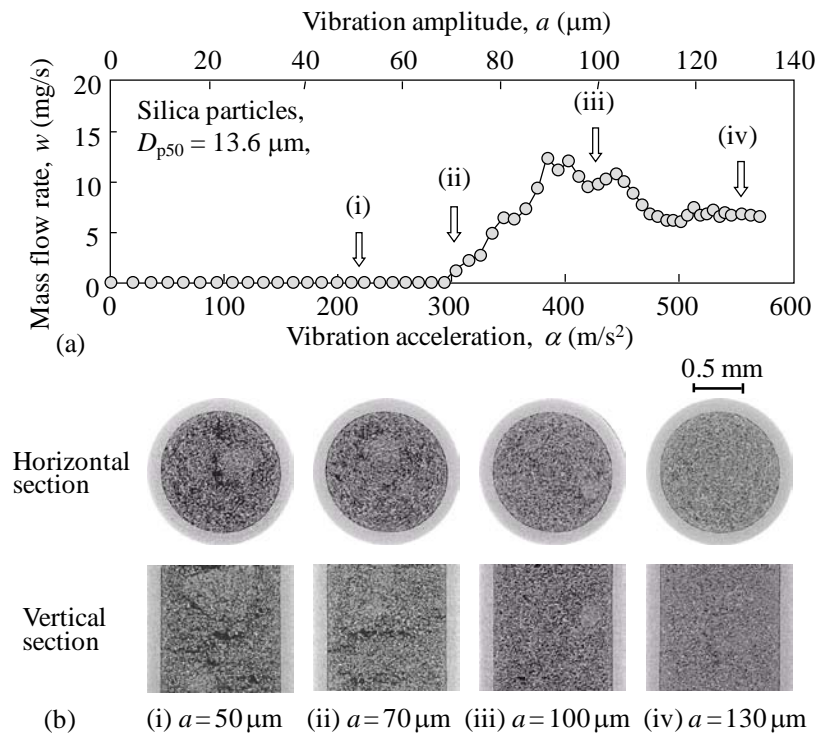 Vibration amplitude, a (μm)
0 20 40 60 80 100 120 140
20
15
10
5
0
Mass flow rate, w (mg/s)
Silica particles,
Dp50 = 13.6 μm,
(i)
(ii)
(iii)
(iv)
0 100 200 300 400 500 600
(a)
Vibration acceleration, α (m/s²)
0.5 mm
Horizontal
section
Vertical
section
(b) (i) a = 50 μm (ii) a = 70 μm (iii) a = 100 μm (iv) a = 130 μm